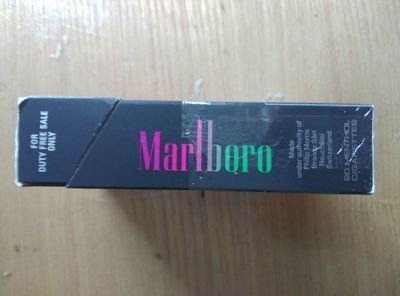 FOR
DUTY FREE SALE
ONLY
Marlboro
Made
under authority of
Philip Morris
Brands Sàrl
Neuchâtel
Switzerland
20 MENTHOL
CIGARETTES